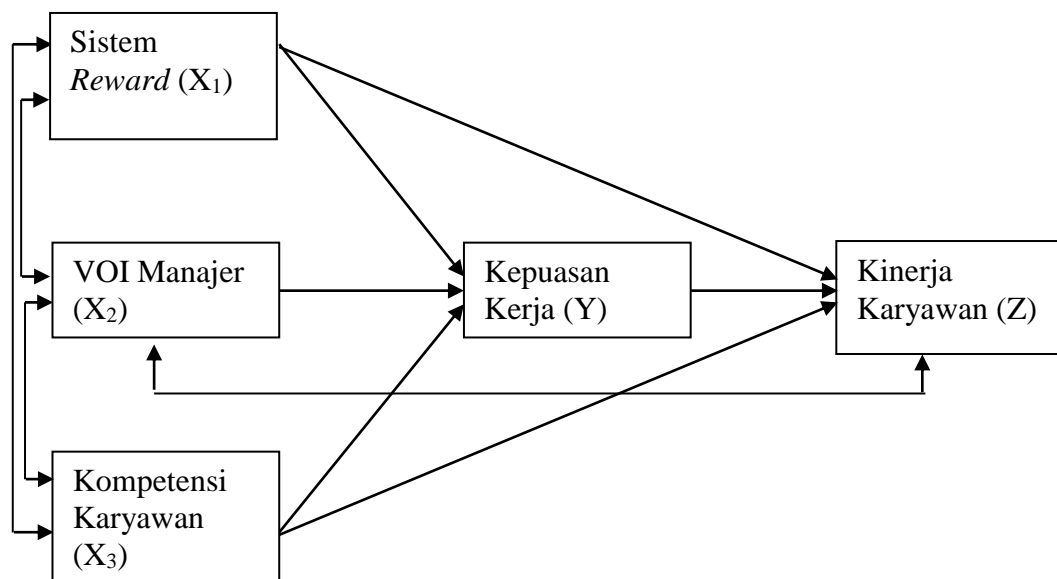 Sistem
Reward (X₁)
VOI Manajer
(X₂)
Kepuasan
Kerja (Y)
Kinerja
Karyawan (Z)
Kompetensi
Karyawan
(X₃)